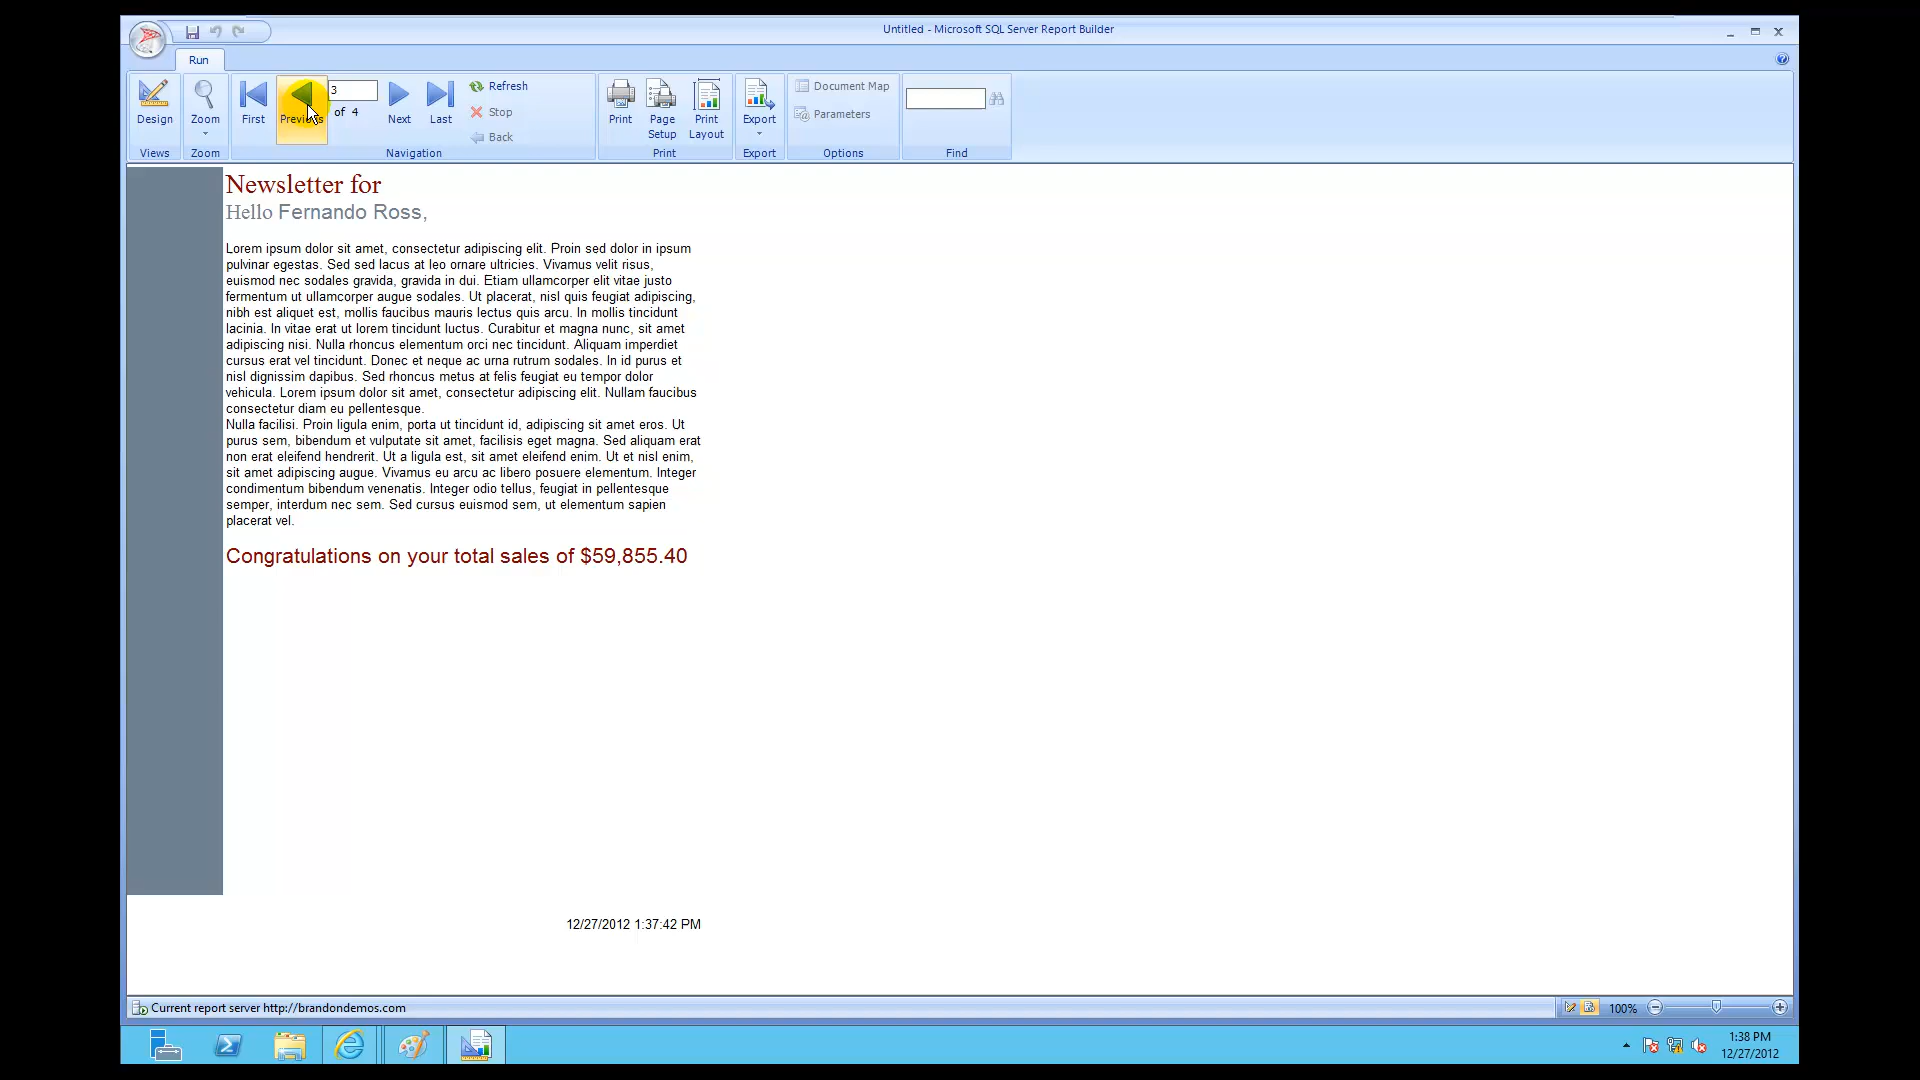 Untitled - Microsoft SQL Server Report Builder
Run
Design
Zoom
First
Previous
3
of 4
Next
Last
Refresh
Stop
Back
Print
Page Setup
Print Layout
Export
Document Map
Parameters
Views
Zoom
Navigation
Print
Export
Options
Find
Newsletter for
Hello Fernando Ross,
Lorem ipsum dolor sit amet, consectetur adipiscing elit. Proin sed dolor in ipsum
pulvinar egestas. Sed sed lacus at leo ornare ultricies. Vivamus velit risus,
euismod nec sodales gravida, gravida in dui. Etiam ullamcorper elit vitae justo
fermentum ut ullamcorper augue sodales. Ut placerat, nisl quis feugiat adipiscing,
nibh est aliquet est, mollis faucibus mauris lectus quis arcu. In mollis tincidunt
lacinia. In vitae erat ut lorem tincidunt luctus. Curabitur et magna nunc, sit amet
adipiscing nisi. Nulla rhoncus elementum orci nec tincidunt. Aliquam imperdiet
cursus erat vel tincidunt. Donec et neque ac urna rutrum sodales. In id purus et
nisl dignissim dapibus. Sed rhoncus metus at felis feugiat eu tempor dolor
vehicula. Lorem ipsum dolor sit amet, consectetur adipiscing elit. Nullam faucibus
consectetur diam eu pellentesque.
Nulla facilisi. Proin ligula enim, porta ut tincidunt id, adipiscing sit amet eros. Ut
purus sem, bibendum et vulputate sit amet, facilisis eget magna. Sed aliquam erat
non erat eleifend hendrerit. Ut a ligula est, sit amet eleifend enim. Ut et nisl enim,
sit amet adipiscing augue. Vivamus eu arcu ac libero posuere elementum. Integer
condimentum bibendum venenatis. Integer odio tellus, feugiat in pellentesque
semper, interdum nec sem. Sed cursus euismod sem, ut elementum sapien
placerat vel.
Congratulations on your total sales of $59,855.40
12/27/2012 1:37:42 PM
Current report server http://brandondemos.com
100%
1:38 PM
12/27/2012